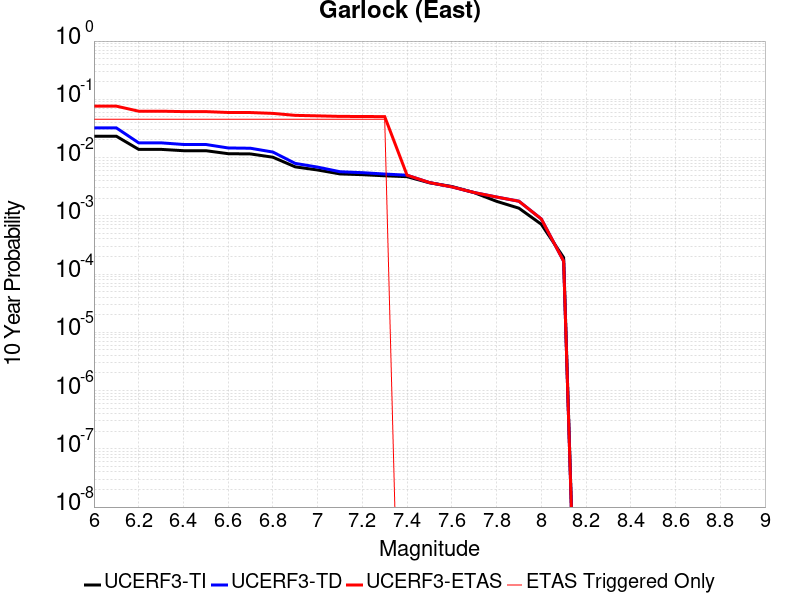 Garlock (East)
10 Year Probability
10^0
10^-1
10^-2
10^-3
10^-4
10^-5
10^-6
10^-7
10^-8
6 6.2 6.4 6.6 6.8 7 7.2 7.4 7.6 7.8 8 8.2 8.4 8.6 8.8 9
Magnitude
UCERF3-TI UCERF3-TD UCERF3-ETAS ETAS Triggered Only